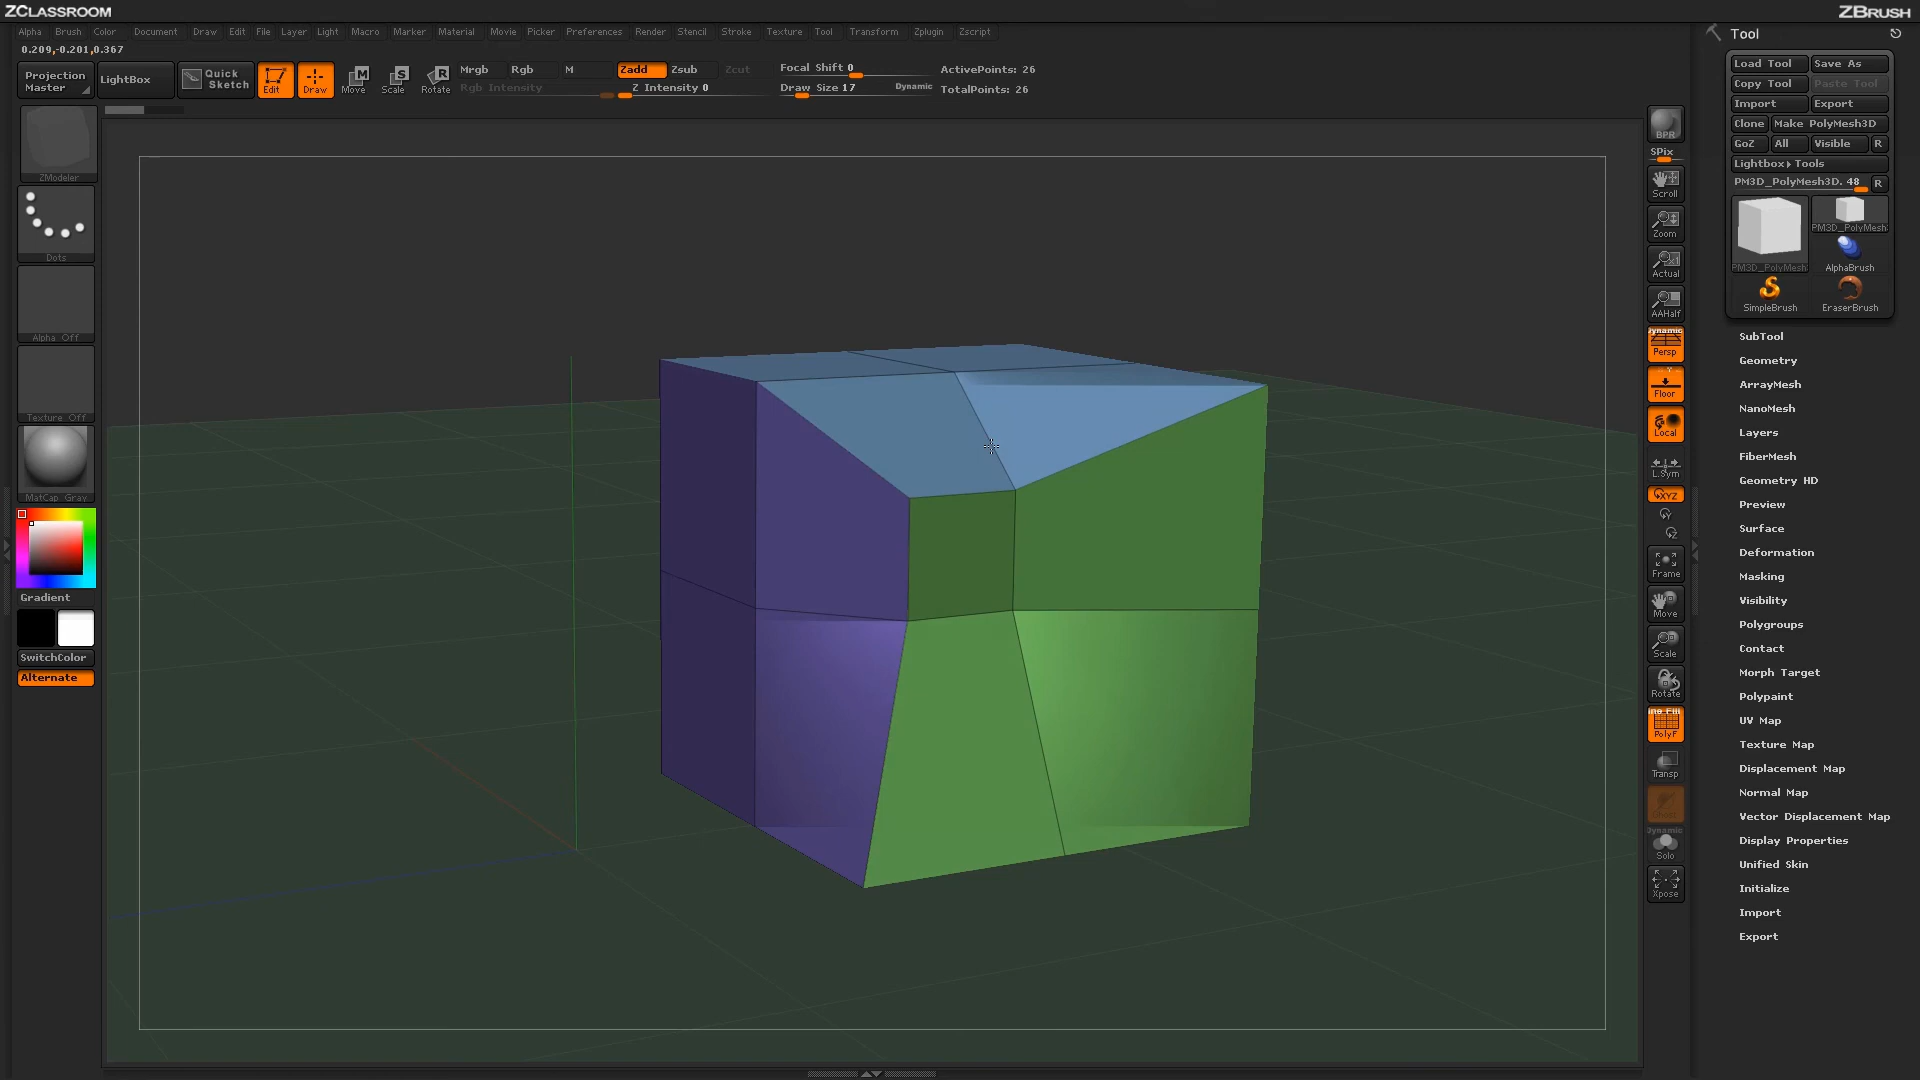 ZCLASSROOM
ZBRUSH
Alpha Brush Color Document Draw Edit File Layer Light Macro Marker Material Movie Picker Preferences Render Stencil Stroke Texture Tool Transform Zplugin Zscript
0.209,-0.201,0.367
Projection Master
LightBox
Quick Sketch
Edit
Draw
Move
Scale
Rotate
Mrgb Rgb M
Rgb Intensity
Zadd Zsub Zcut
Z Intensity 0
Focal Shift 0
Draw Size 17
Dynamic
ActivePoints: 26
TotalPoints: 26
ZModeler
Dots
Alpha Off
Texture Off
MatCap Gray
Gradient
SwitchColor
Alternate
BPR
SPix
Scroll
Zoom
Actual
AAHalf
Dynamic
Persp
Floor
Local
L.Sym
XYZ
Y
Z
Frame
Move
Scale
Rotate
PolyF
Transp
Dynamic
Solo
Xpose
Tool
Load Tool Save As
Copy Tool Paste Tool
Import Export
Clone Make PolyMesh3D
GoZ All Visible R
Lightbox▸Tools
PM3D_PolyMesh3D. 48 R
PM3D_PolyMesh
PM3D_PolyMesh
AlphaBrush
SimpleBrush
EraserBrush
SubTool
Geometry
ArrayMesh
NanoMesh
Layers
FiberMesh
Geometry HD
Preview
Surface
Deformation
Masking
Visibility
Polygroups
Contact
Morph Target
Polypaint
UV Map
Texture Map
Displacement Map
Normal Map
Vector Displacement Map
Display Properties
Unified Skin
Initialize
Import
Export